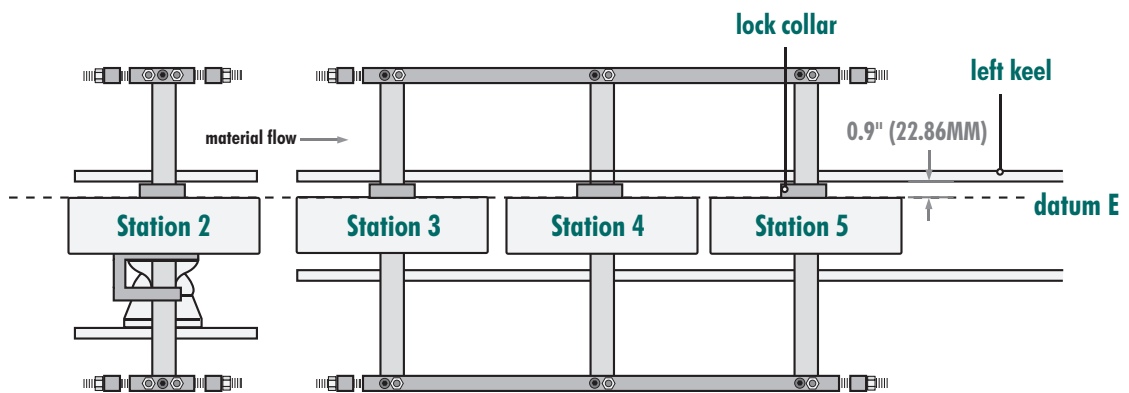 lock collar
left keel
0.9" (22.86MM)
material flow
datum E
Station 2
Station 3
Station 4
Station 5